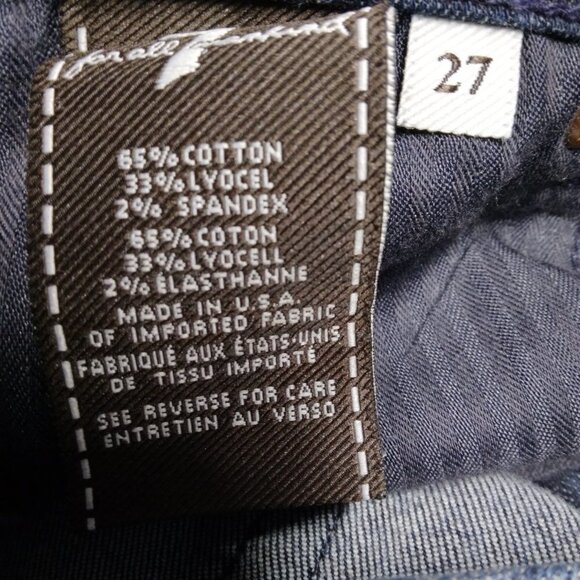 for all 7 mankind
27
65% COTTON
33% LYOCEL
2% SPANDEX
65% COTON
33% LYOCELL
2% ÉLASTHANNE
MADE IN U.S.A.
OF IMPORTED FABRIC
FABRIQUÉ AUX ÉTATS-UNIS
DE TISSU IMPORTÉ
SEE REVERSE FOR CARE
ENTRETIEN AU VERSO